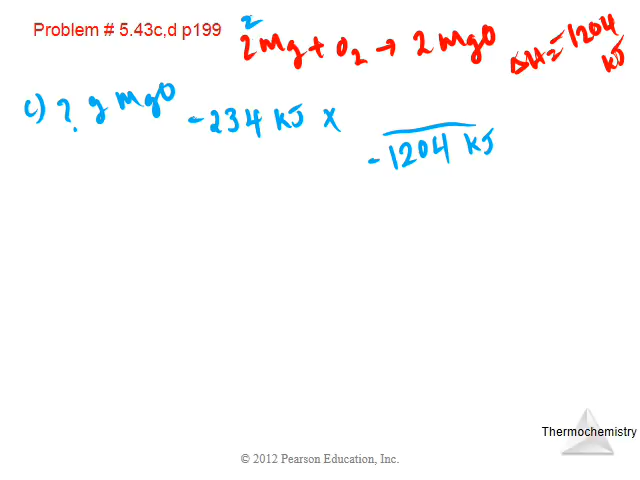 Problem # 5.43c,d p199
2
2Mg + O2 → 2MgO ΔH = -1204 kJ
c) ? g MgO -234 kJ x
-1204 kJ
Thermochemistry
© 2012 Pearson Education, Inc.